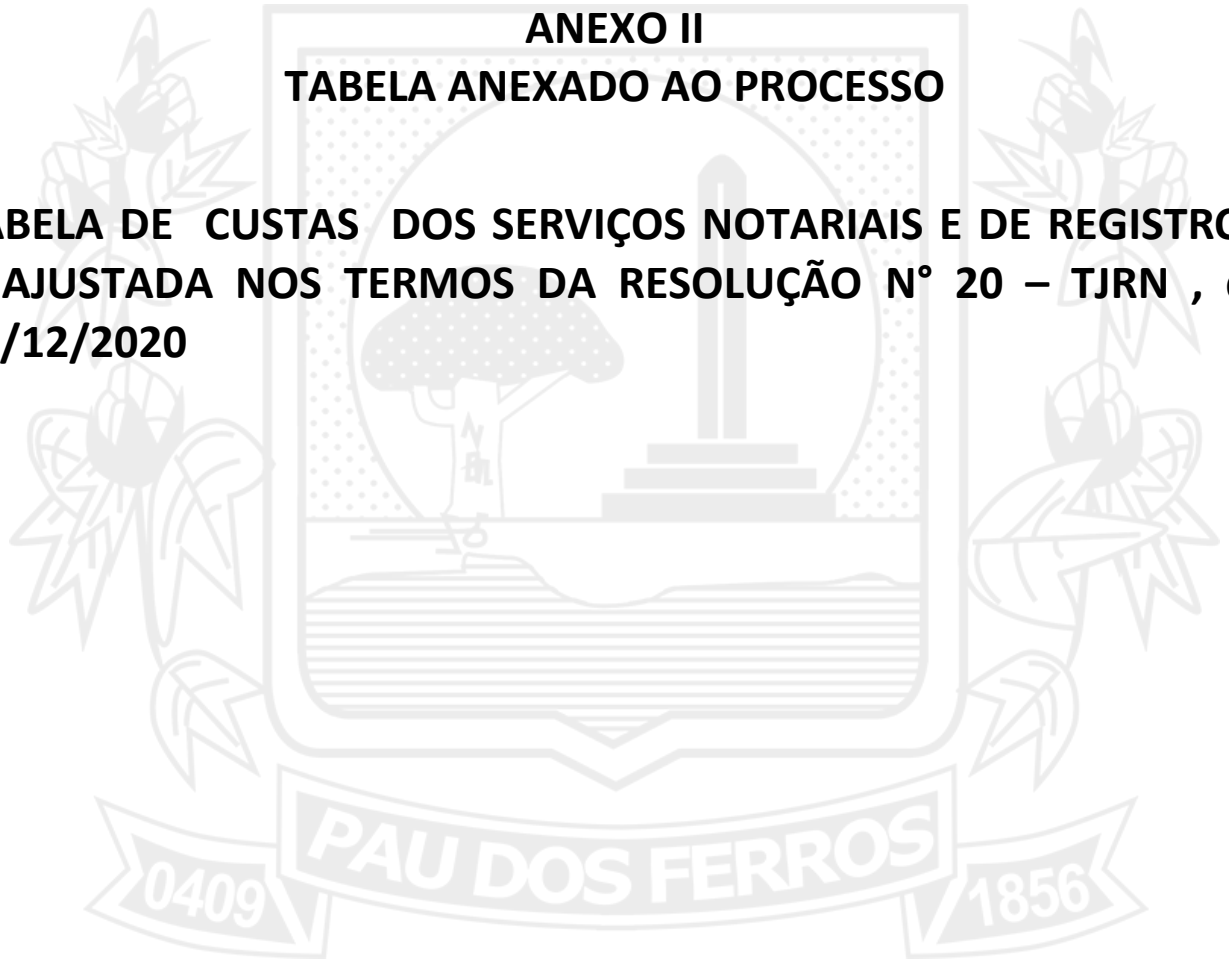 ANEXO II
TABELA ANEXADO AO PROCESSO
ABELA DE CUSTAS DOS SERVIÇOS NOTARIAIS E DE REGISTRO
AJUSTADA NOS TERMOS DA RESOLUÇÃO N° 20 – TJRN ,
/12/2020
PAU DOS FERROS
0409
1856